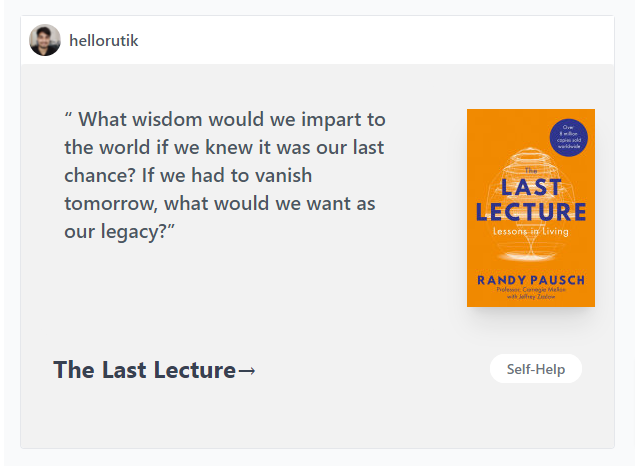 hellorutik
“ What wisdom would we impart to
the world if we knew it was our last
chance? If we had to vanish
tomorrow, what would we want as
our legacy?”
Over
8 million
copies sold
worldwide
The
LAST
LECTURE
Lessons in Living
RANDY PAUSCH
Professor, Carnegie Mellon
with Jeffrey Zaslow
The Last Lecture→
Self-Help